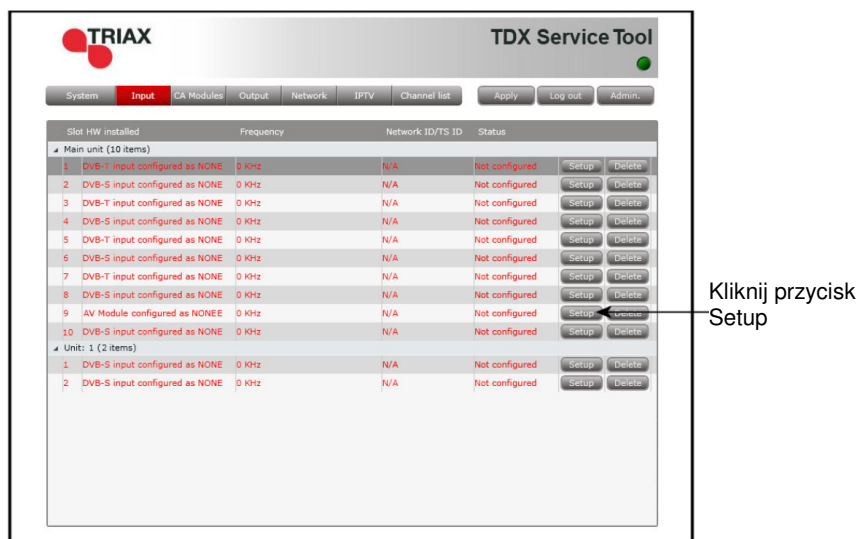 TRIAX
TDX Service Tool
System Input CA Modules Output Network IPTV Channel list Apply Log out Admin.
Slot HW installed Frequency Network ID/TS ID Status
Main unit (10 items)
1 DVB-T input configured as NONE 0 KHz N/A Not configured Setup Delete
2 DVB-S input configured as NONE 0 KHz N/A Not configured Setup Delete
3 DVB-T input configured as NONE 0 KHz N/A Not configured Setup Delete
4 DVB-S input configured as NONE 0 KHz N/A Not configured Setup Delete
5 DVB-T input configured as NONE 0 KHz N/A Not configured Setup Delete
6 DVB-S input configured as NONE 0 KHz N/A Not configured Setup Delete
7 DVB-T input configured as NONE 0 KHz N/A Not configured Setup Delete
8 DVB-S input configured as NONE 0 KHz N/A Not configured Setup Delete
9 AV Module configured as NONEE 0 KHz N/A Not configured Setup Delete
10 DVB-S input configured as NONE 0 KHz N/A Not configured Setup Delete
Unit: 1 (2 items)
1 DVB-S input configured as NONE 0 KHz N/A Not configured Setup Delete
2 DVB-S input configured as NONE 0 KHz N/A Not configured Setup Delete
Kliknij przycisk
Setup